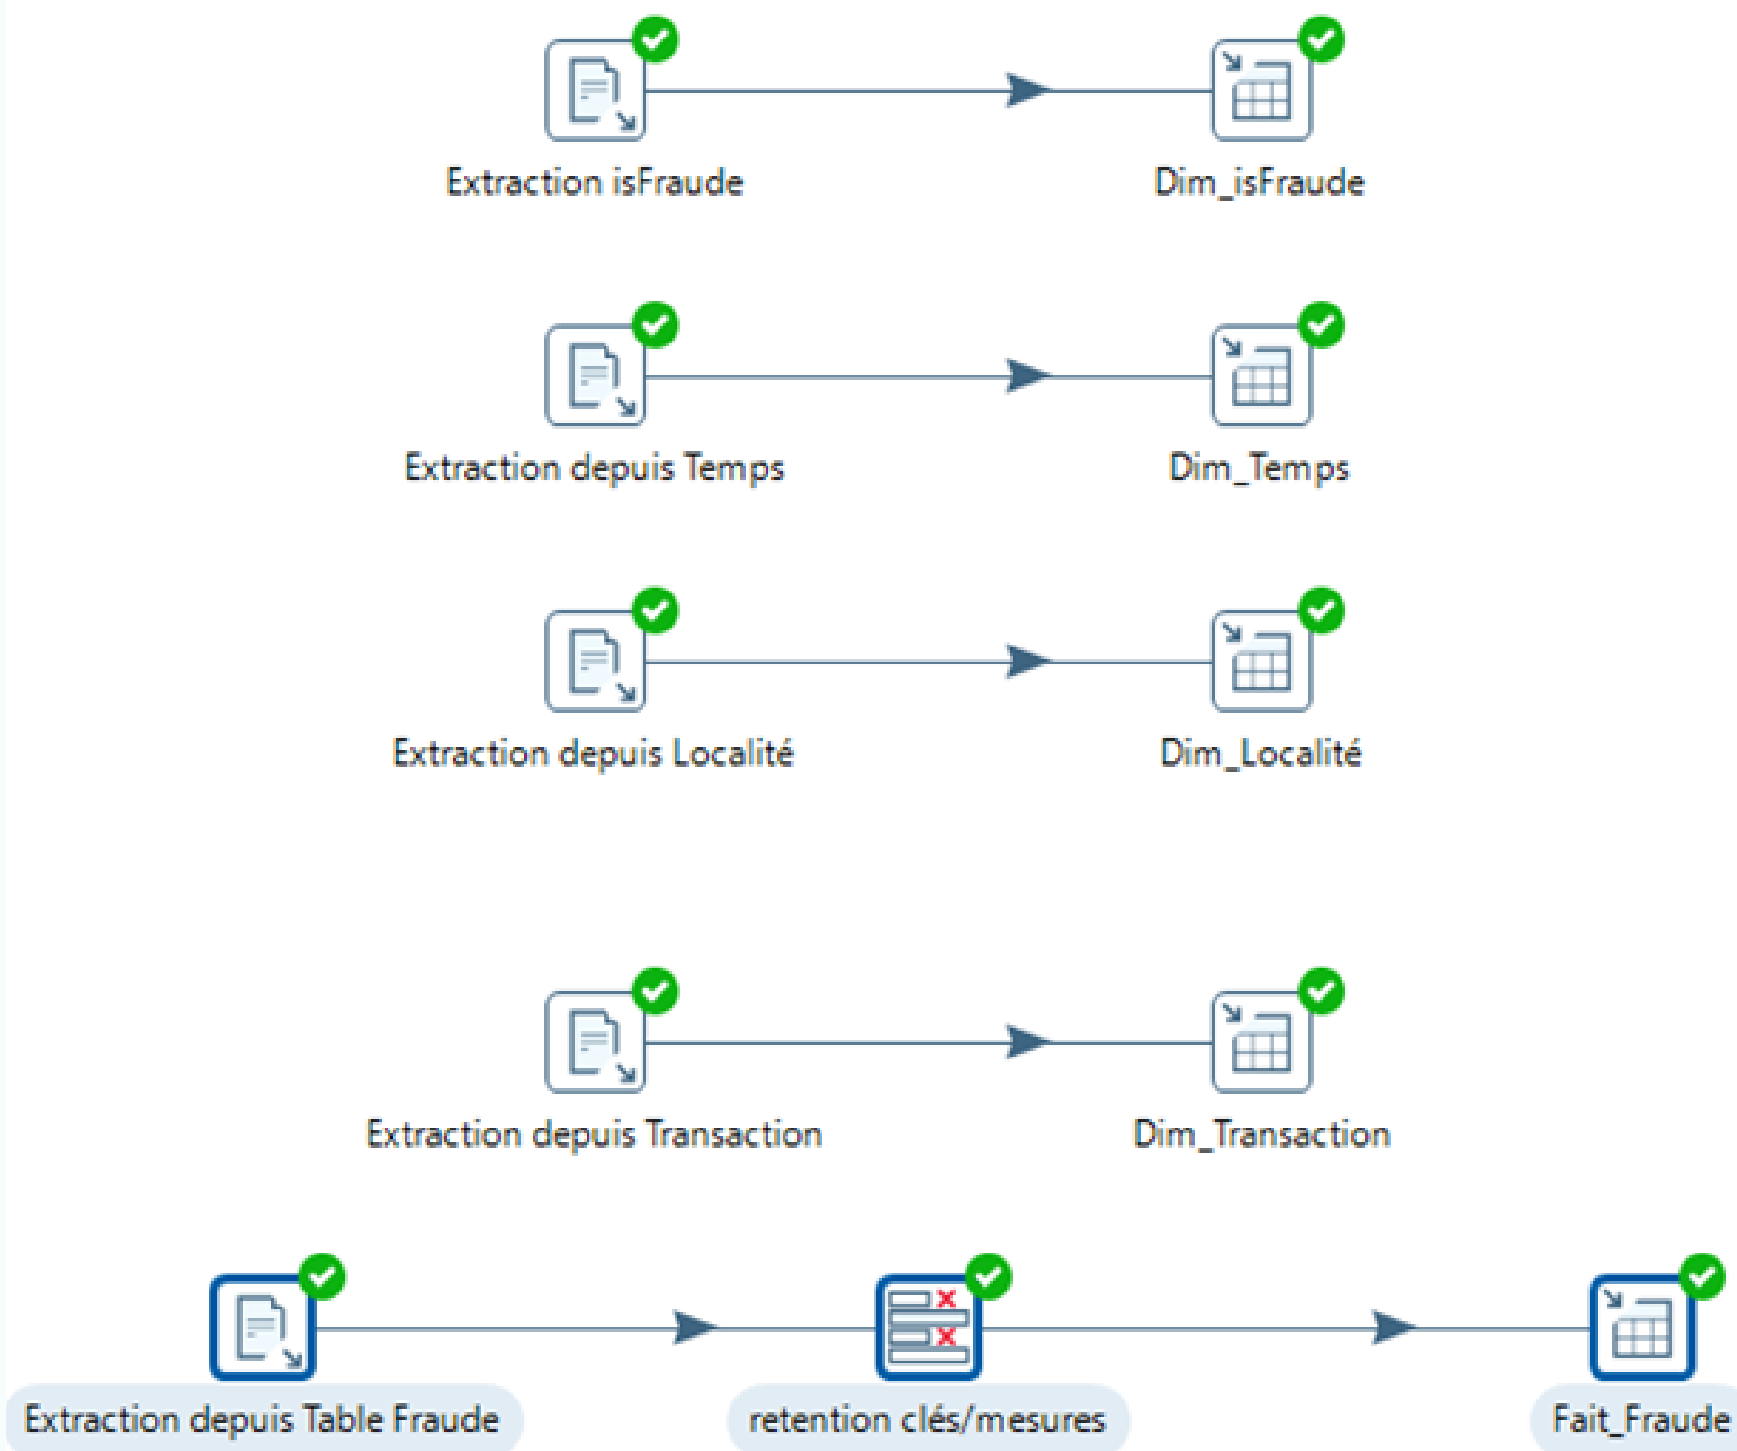 Extraction isFraude
Dim_isFraude
Extraction depuis Temps
Dim_Temps
Extraction depuis Localité
Dim_Localité
Extraction depuis Transaction
Dim_Transaction
Extraction depuis Table Fraude
retention clés/mesures
Fait_Fraude